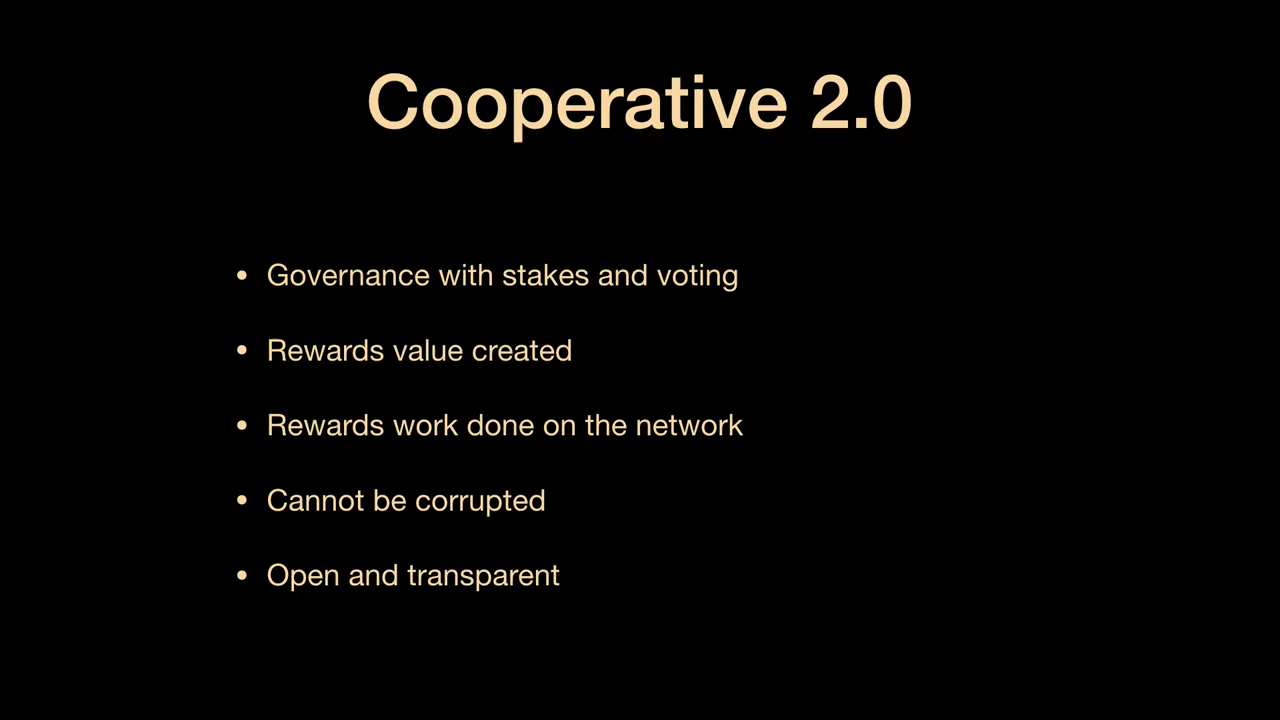 Cooperative 2.0
• Governance with stakes and voting
• Rewards value created
• Rewards work done on the network
• Cannot be corrupted
• Open and transparent